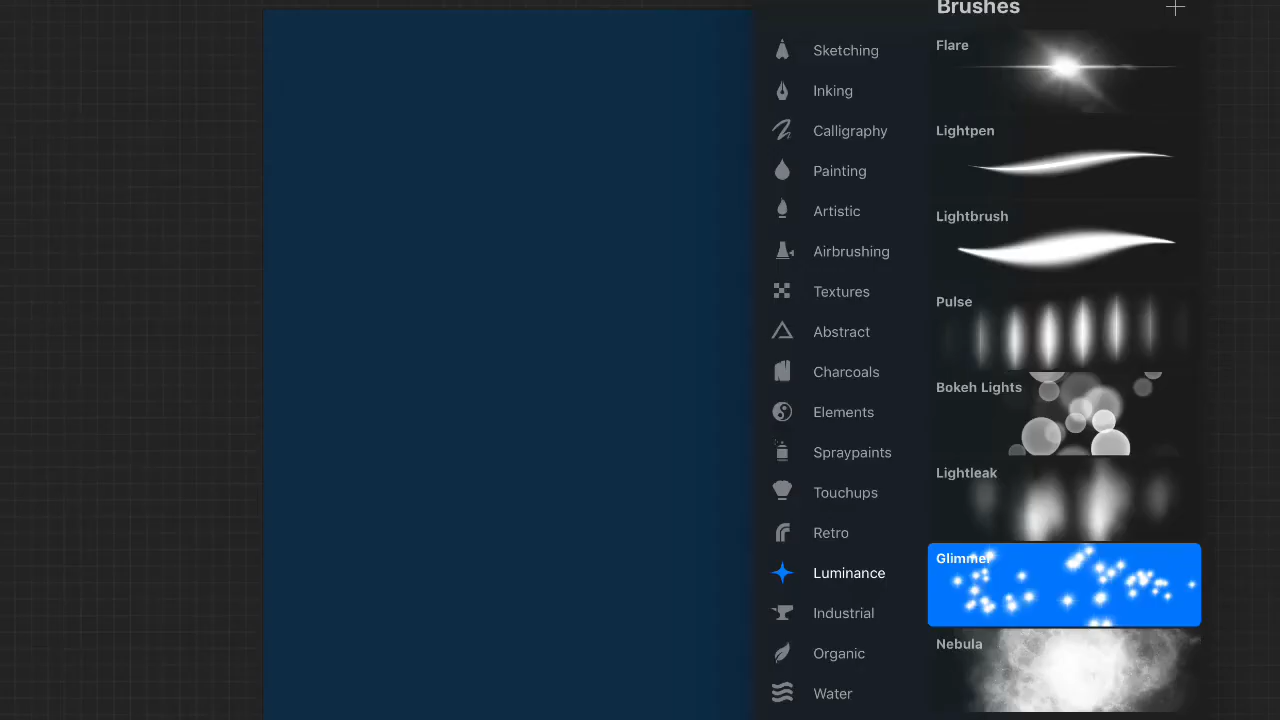 Brushes
Sketching
Inking
Calligraphy
Painting
Artistic
Airbrushing
Textures
Abstract
Charcoals
Elements
Spraypaints
Touchups
Retro
Luminance
Industrial
Organic
Water
Flare
Lightpen
Lightbrush
Pulse
Bokeh Lights
Lightleak
Glimmer
Nebula